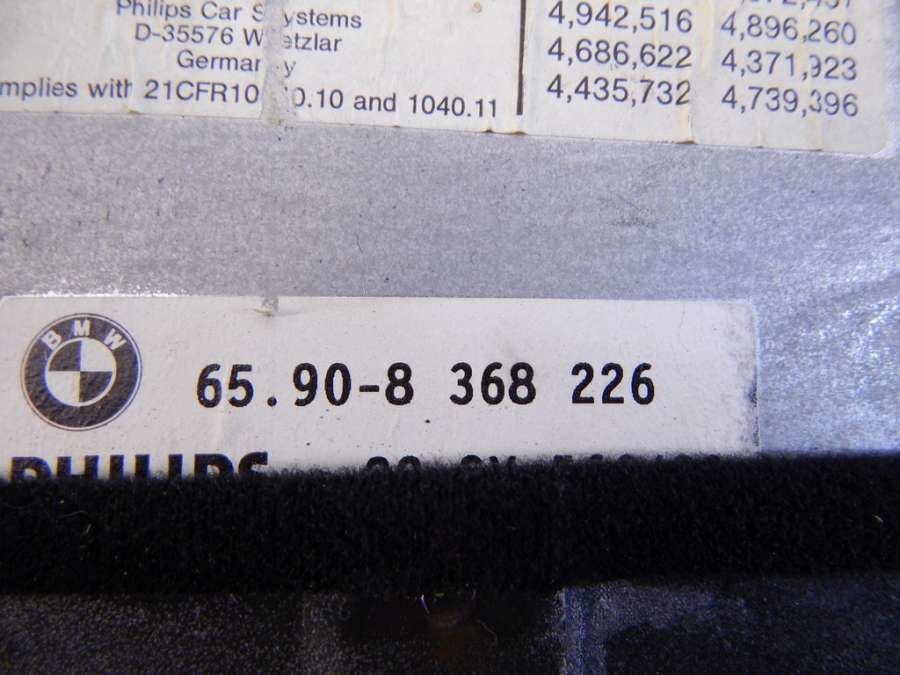 Philips Car Systems
D-35576 Wetzlar
Germany
mplies with 21CFR1040.10 and 1040.11
4,942,516 4,896,260
4,686,622 4,371,923
4,435,732 4,739,396
BMW
65.90-8 368 226
PHILIPS